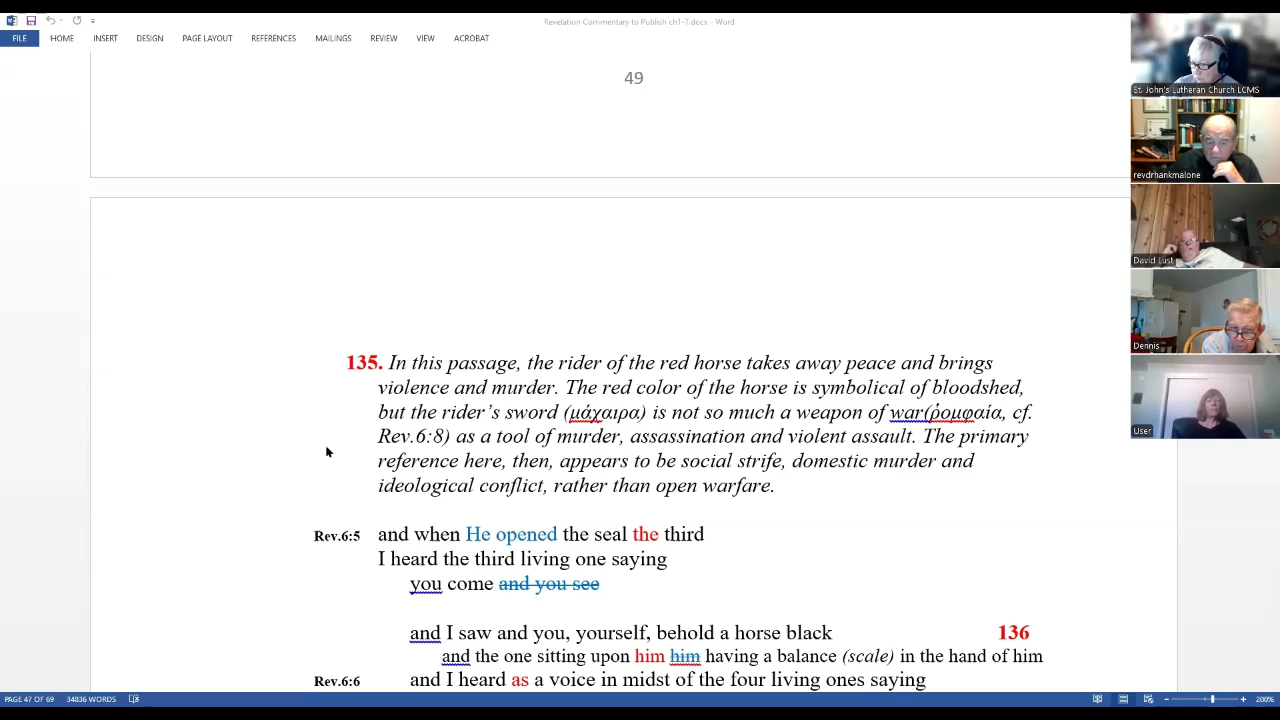 Revelation Commentary to Publish ch1-7.docx - Word
FILE HOME INSERT DESIGN PAGE LAYOUT REFERENCES MAILINGS REVIEW VIEW ACROBAT
49
135. In this passage, the rider of the red horse takes away peace and brings
violence and murder. The red color of the horse is symbolical of bloodshed,
but the rider's sword (μάχαιρα) is not so much a weapon of war(ῥομφαία, cf.
Rev.6:8) as a tool of murder, assassination and violent assault. The primary
reference here, then, appears to be social strife, domestic murder and
ideological conflict, rather than open warfare.
Rev.6:5 and when He opened the seal the third
I heard the third living one saying
you come and you see
and I saw and you, yourself, behold a horse black 136
and the one sitting upon him him having a balance (scale) in the hand of him
Rev.6:6 and I heard as a voice in midst of the four living ones saying
St. John's Lutheran Church LCMS
revdrhankmalone
David Lust
Dennis
User
PAGE 47 OF 69 34836 WORDS 200%